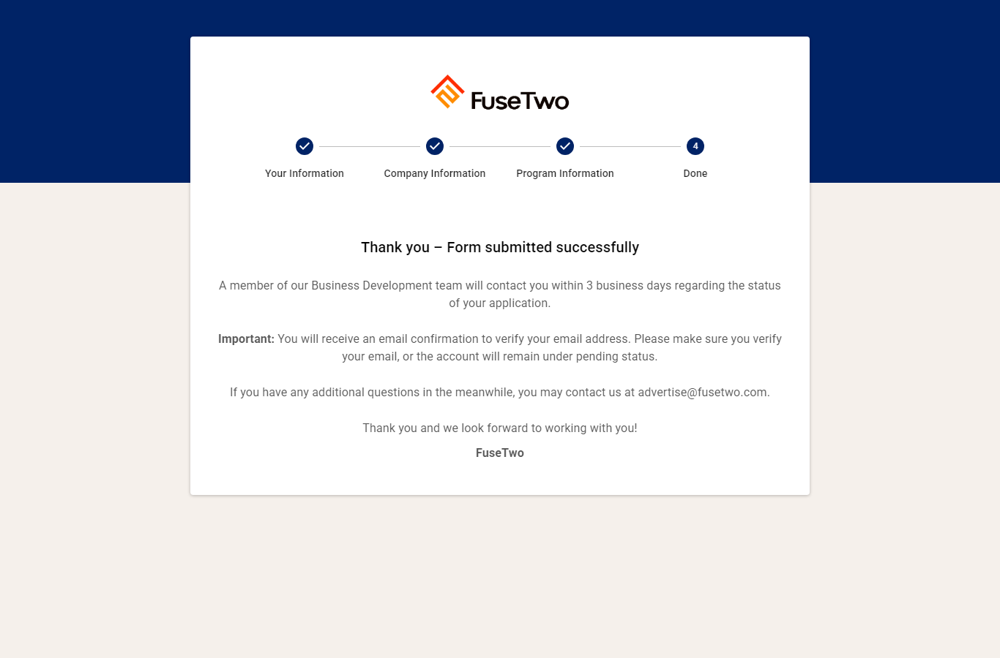 FuseTwo
4
Your Information
Company Information
Program Information
Done
Thank you – Form submitted successfully
A member of our Business Development team will contact you within 3 business days regarding the status
of your application.
Important: You will receive an email confirmation to verify your email address. Please make sure you verify
your email, or the account will remain under pending status.
If you have any additional questions in the meanwhile, you may contact us at advertise@fusetwo.com.
Thank you and we look forward to working with you!
FuseTwo